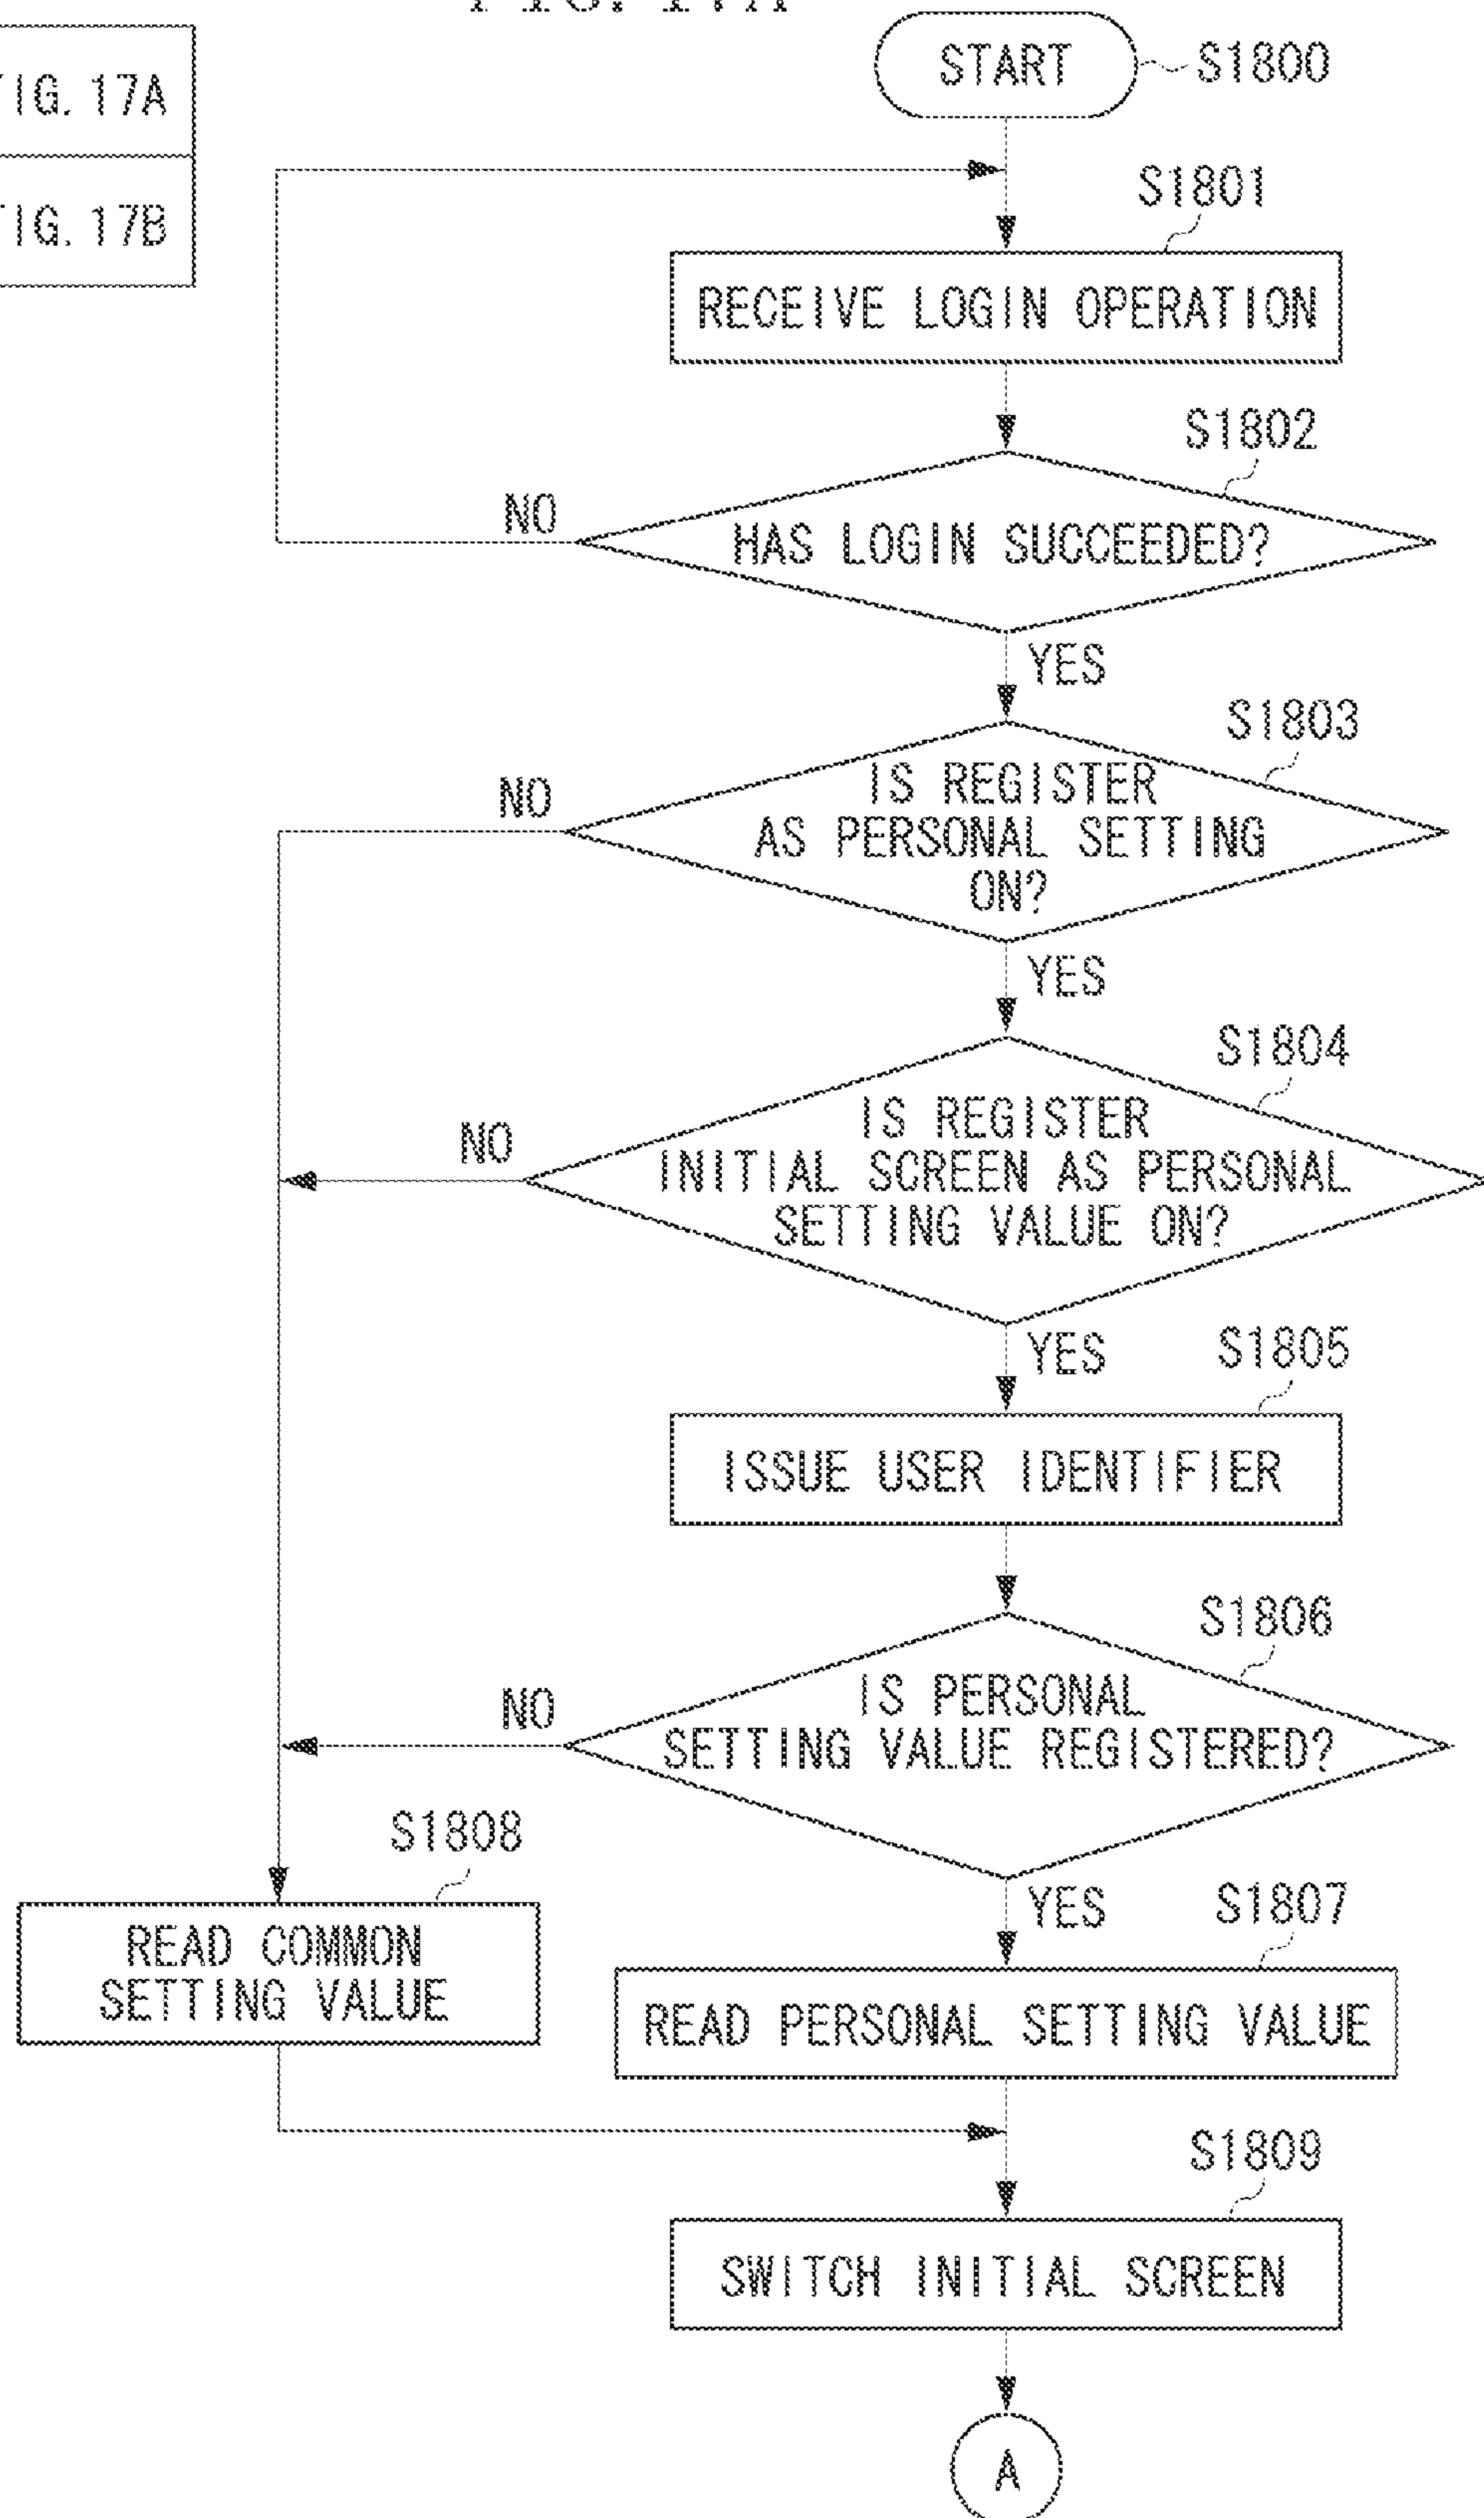 START
S1800
IG. 17A
IG. 17B
S1801
RECEIVE LOGIN OPERATION
S1802
NO
HAS LOGIN SUCCEEDED?
YES
S1803
NO
IS REGISTER
AS PERSONAL SETTING
ON?
YES
S1804
NO
IS REGISTER
INITIAL SCREEN AS PERSONAL
SETTING VALUE ON?
YES
S1805
ISSUE USER IDENTIFIER
S1806
NO
IS PERSONAL
SETTING VALUE REGISTERED?
S1808
READ COMMON
SETTING VALUE
YES
S1807
READ PERSONAL SETTING VALUE
S1809
SWITCH INITIAL SCREEN
A